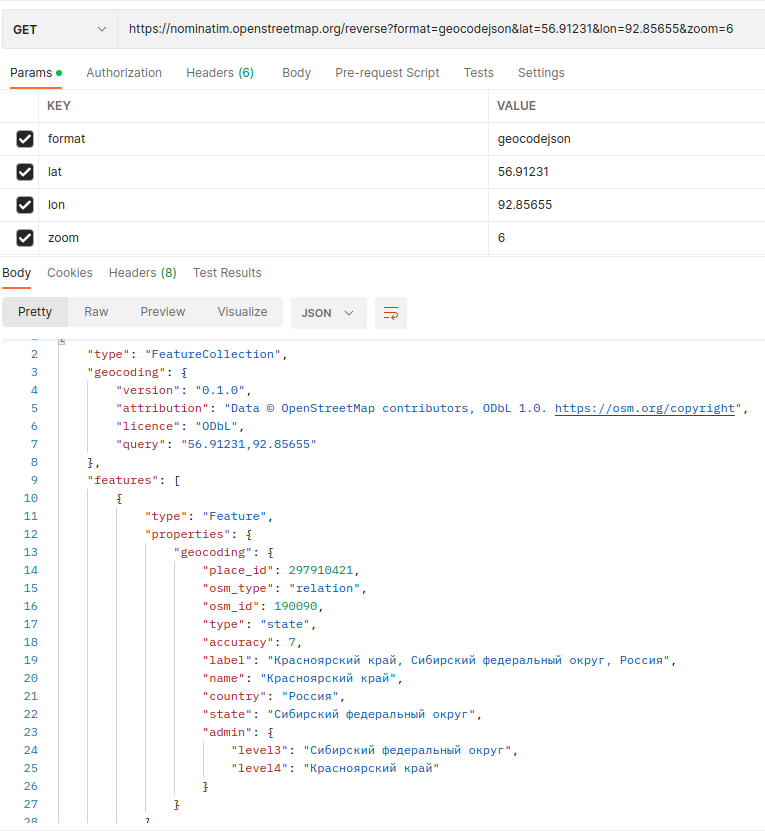 GET https://nominatim.openstreetmap.org/reverse?format=geocodejson&lat=56.91231&lon=92.85655&zoom=6
Params Authorization Headers (6) Body Pre-request Script Tests Settings
KEY VALUE
format geocodejson
lat 56.91231
lon 92.85655
zoom 6
Body Cookies Headers (8) Test Results
Pretty Raw Preview Visualize JSON
1 {
2 "type": "FeatureCollection",
3 "geocoding": {
4 "version": "0.1.0",
5 "attribution": "Data © OpenStreetMap contributors, ODbL 1.0. https://osm.org/copyright",
6 "licence": "ODbL",
7 "query": "56.91231,92.85655"
8 },
9 "features": [
10 {
11 "type": "Feature",
12 "properties": {
13 "geocoding": {
14 "place_id": 297910421,
15 "osm_type": "relation",
16 "osm_id": 190090,
17 "type": "state",
18 "accuracy": 7,
19 "label": "Красноярский край, Сибирский федеральный округ, Россия",
20 "name": "Красноярский край",
21 "country": "Россия",
22 "state": "Сибирский федеральный округ",
23 "admin": {
24 "level3": "Сибирский федеральный округ",
25 "level4": "Красноярский край"
26 }
27 }
28